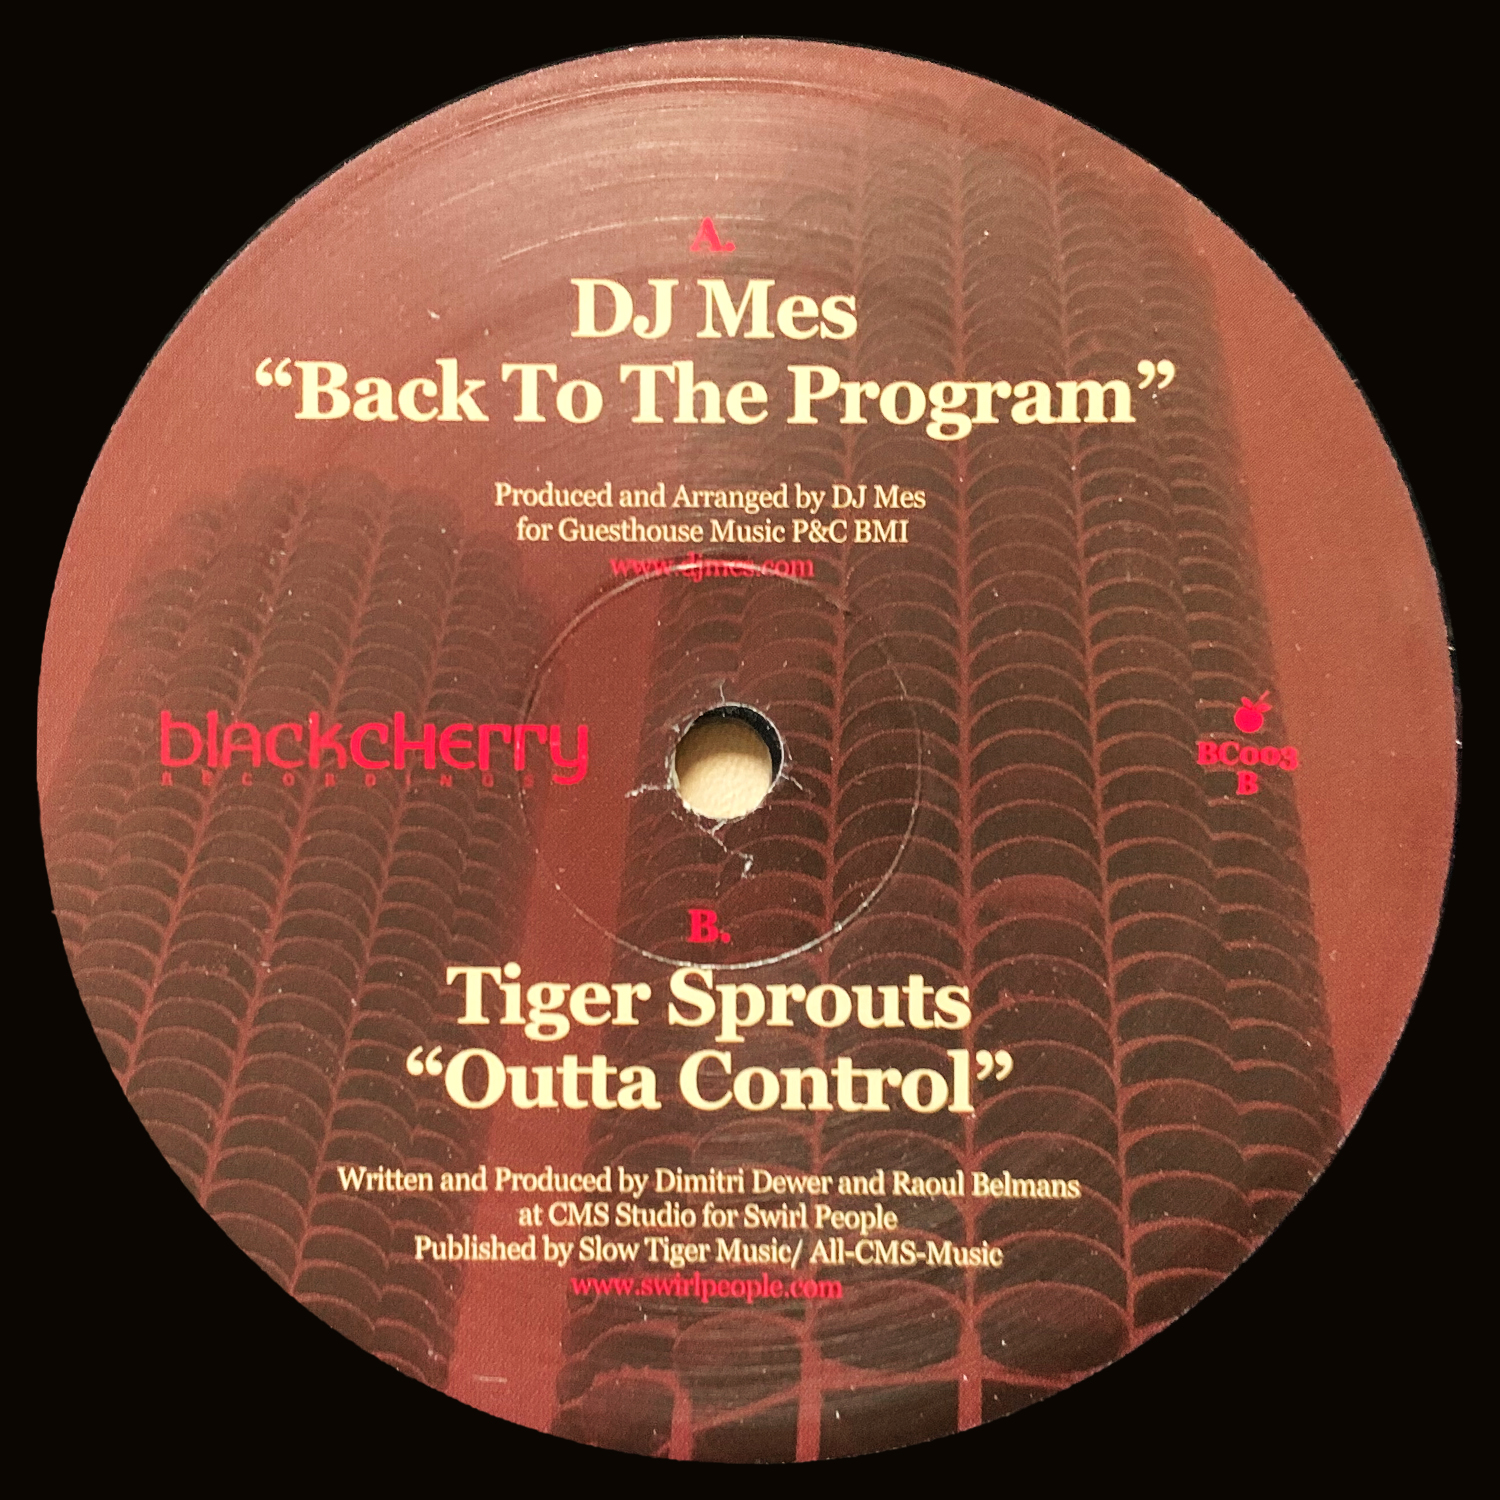 A.
DJ Mes
“Back To The Program”
Produced and Arranged by DJ Mes
for Guesthouse Music P&C BMI
www.djmes.com
blackcherry
RECORDINGS
BC003
B
B.
Tiger Sprouts
“Outta Control”
Written and Produced by Dimitri Dewer and Raoul Belmans
at CMS Studio for Swirl People
Published by Slow Tiger Music/ All-CMS-Music
www.swirlpeople.com